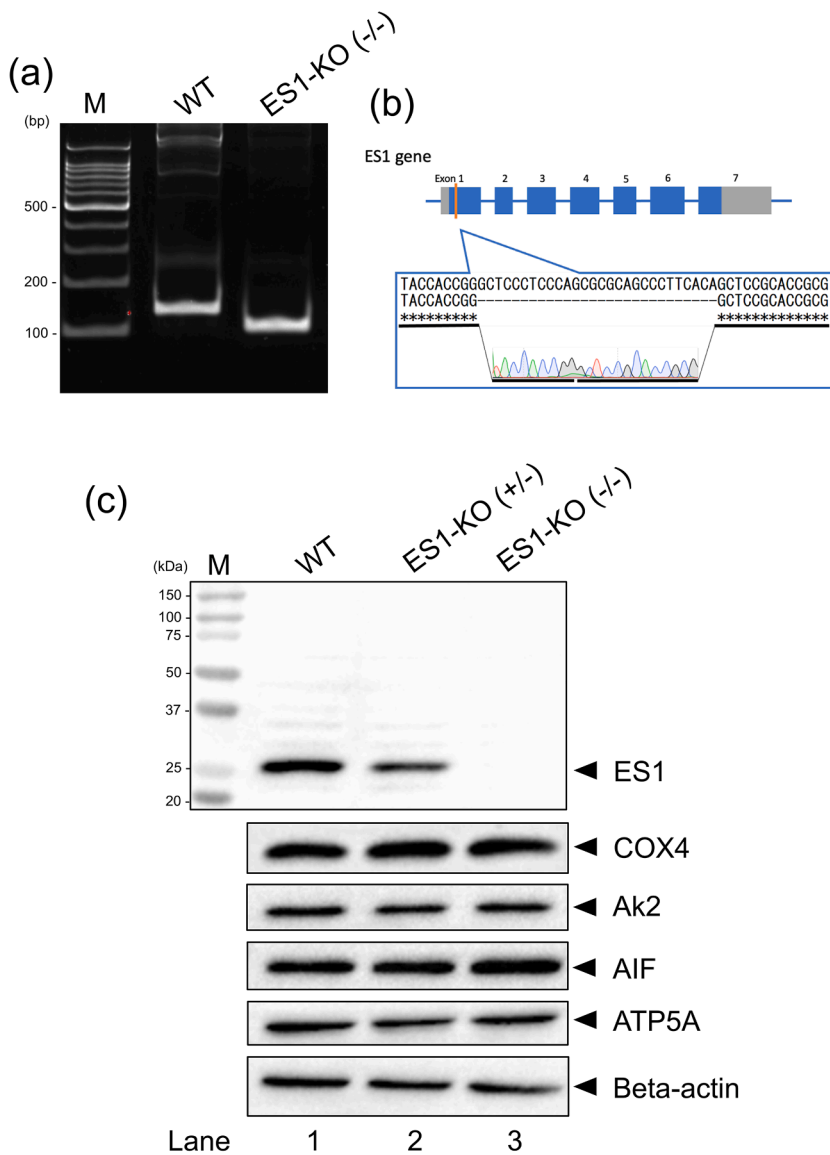 (a)
M
WT
ES1-KO (-/-)
(bp)
500 -
200 -
100 -
(b)
ES1 gene
Exon 1 2 3 4 5 6 7
TACCACCGGGCTCCCTCCCAGCGCGCAGCCCTTCACAGCTCCGCACCGCG
TACCACCGG----------------------------GCTCCGCACCGCG
********* *************
(c)
(kDa)
M
WT
ES1-KO (+/-)
ES1-KO (-/-)
150 -
100 -
75 -
50 -
37 -
25 -
20 -
ES1
COX4
Ak2
AIF
ATP5A
Beta-actin
Lane 1 2 3